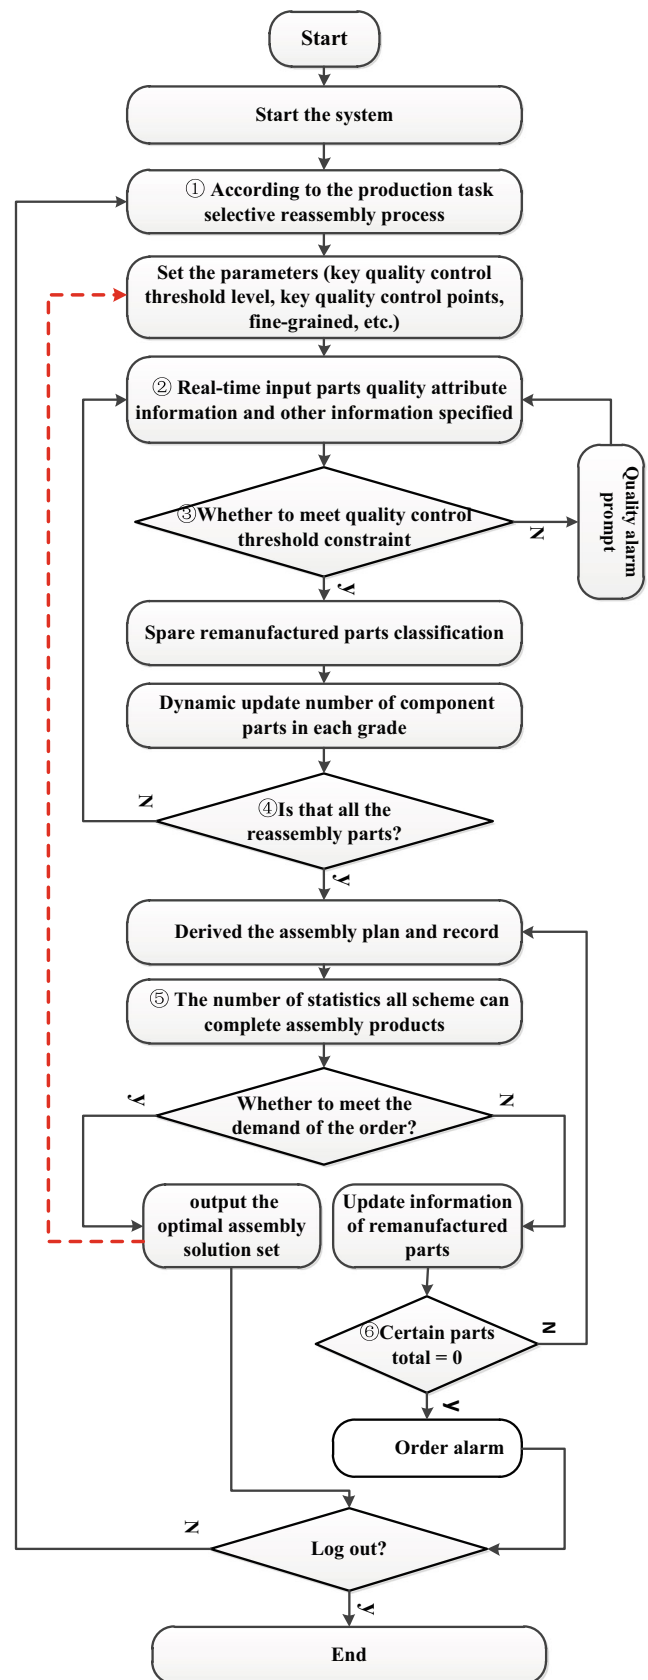 Start
Start the system
① According to the production task
selective reassembly process
Set the parameters (key quality control
threshold level, key quality control points,
fine-grained, etc.)
② Real-time input parts quality attribute
information and other information specified
Quality alarm
prompt
③Whether to meet quality control
threshold constraint
N
y
Spare remanufactured parts classification
Dynamic update number of component
parts in each grade
N
④Is that all the
reassembly parts?
y
Derived the assembly plan and record
⑤ The number of statistics all scheme can
complete assembly products
y
Whether to meet the
demand of the order?
N
output the
optimal assembly
solution set
Update information
of remanufactured
parts
⑥Certain parts
total = 0
N
y
Order alarm
N
Log out?
y
End